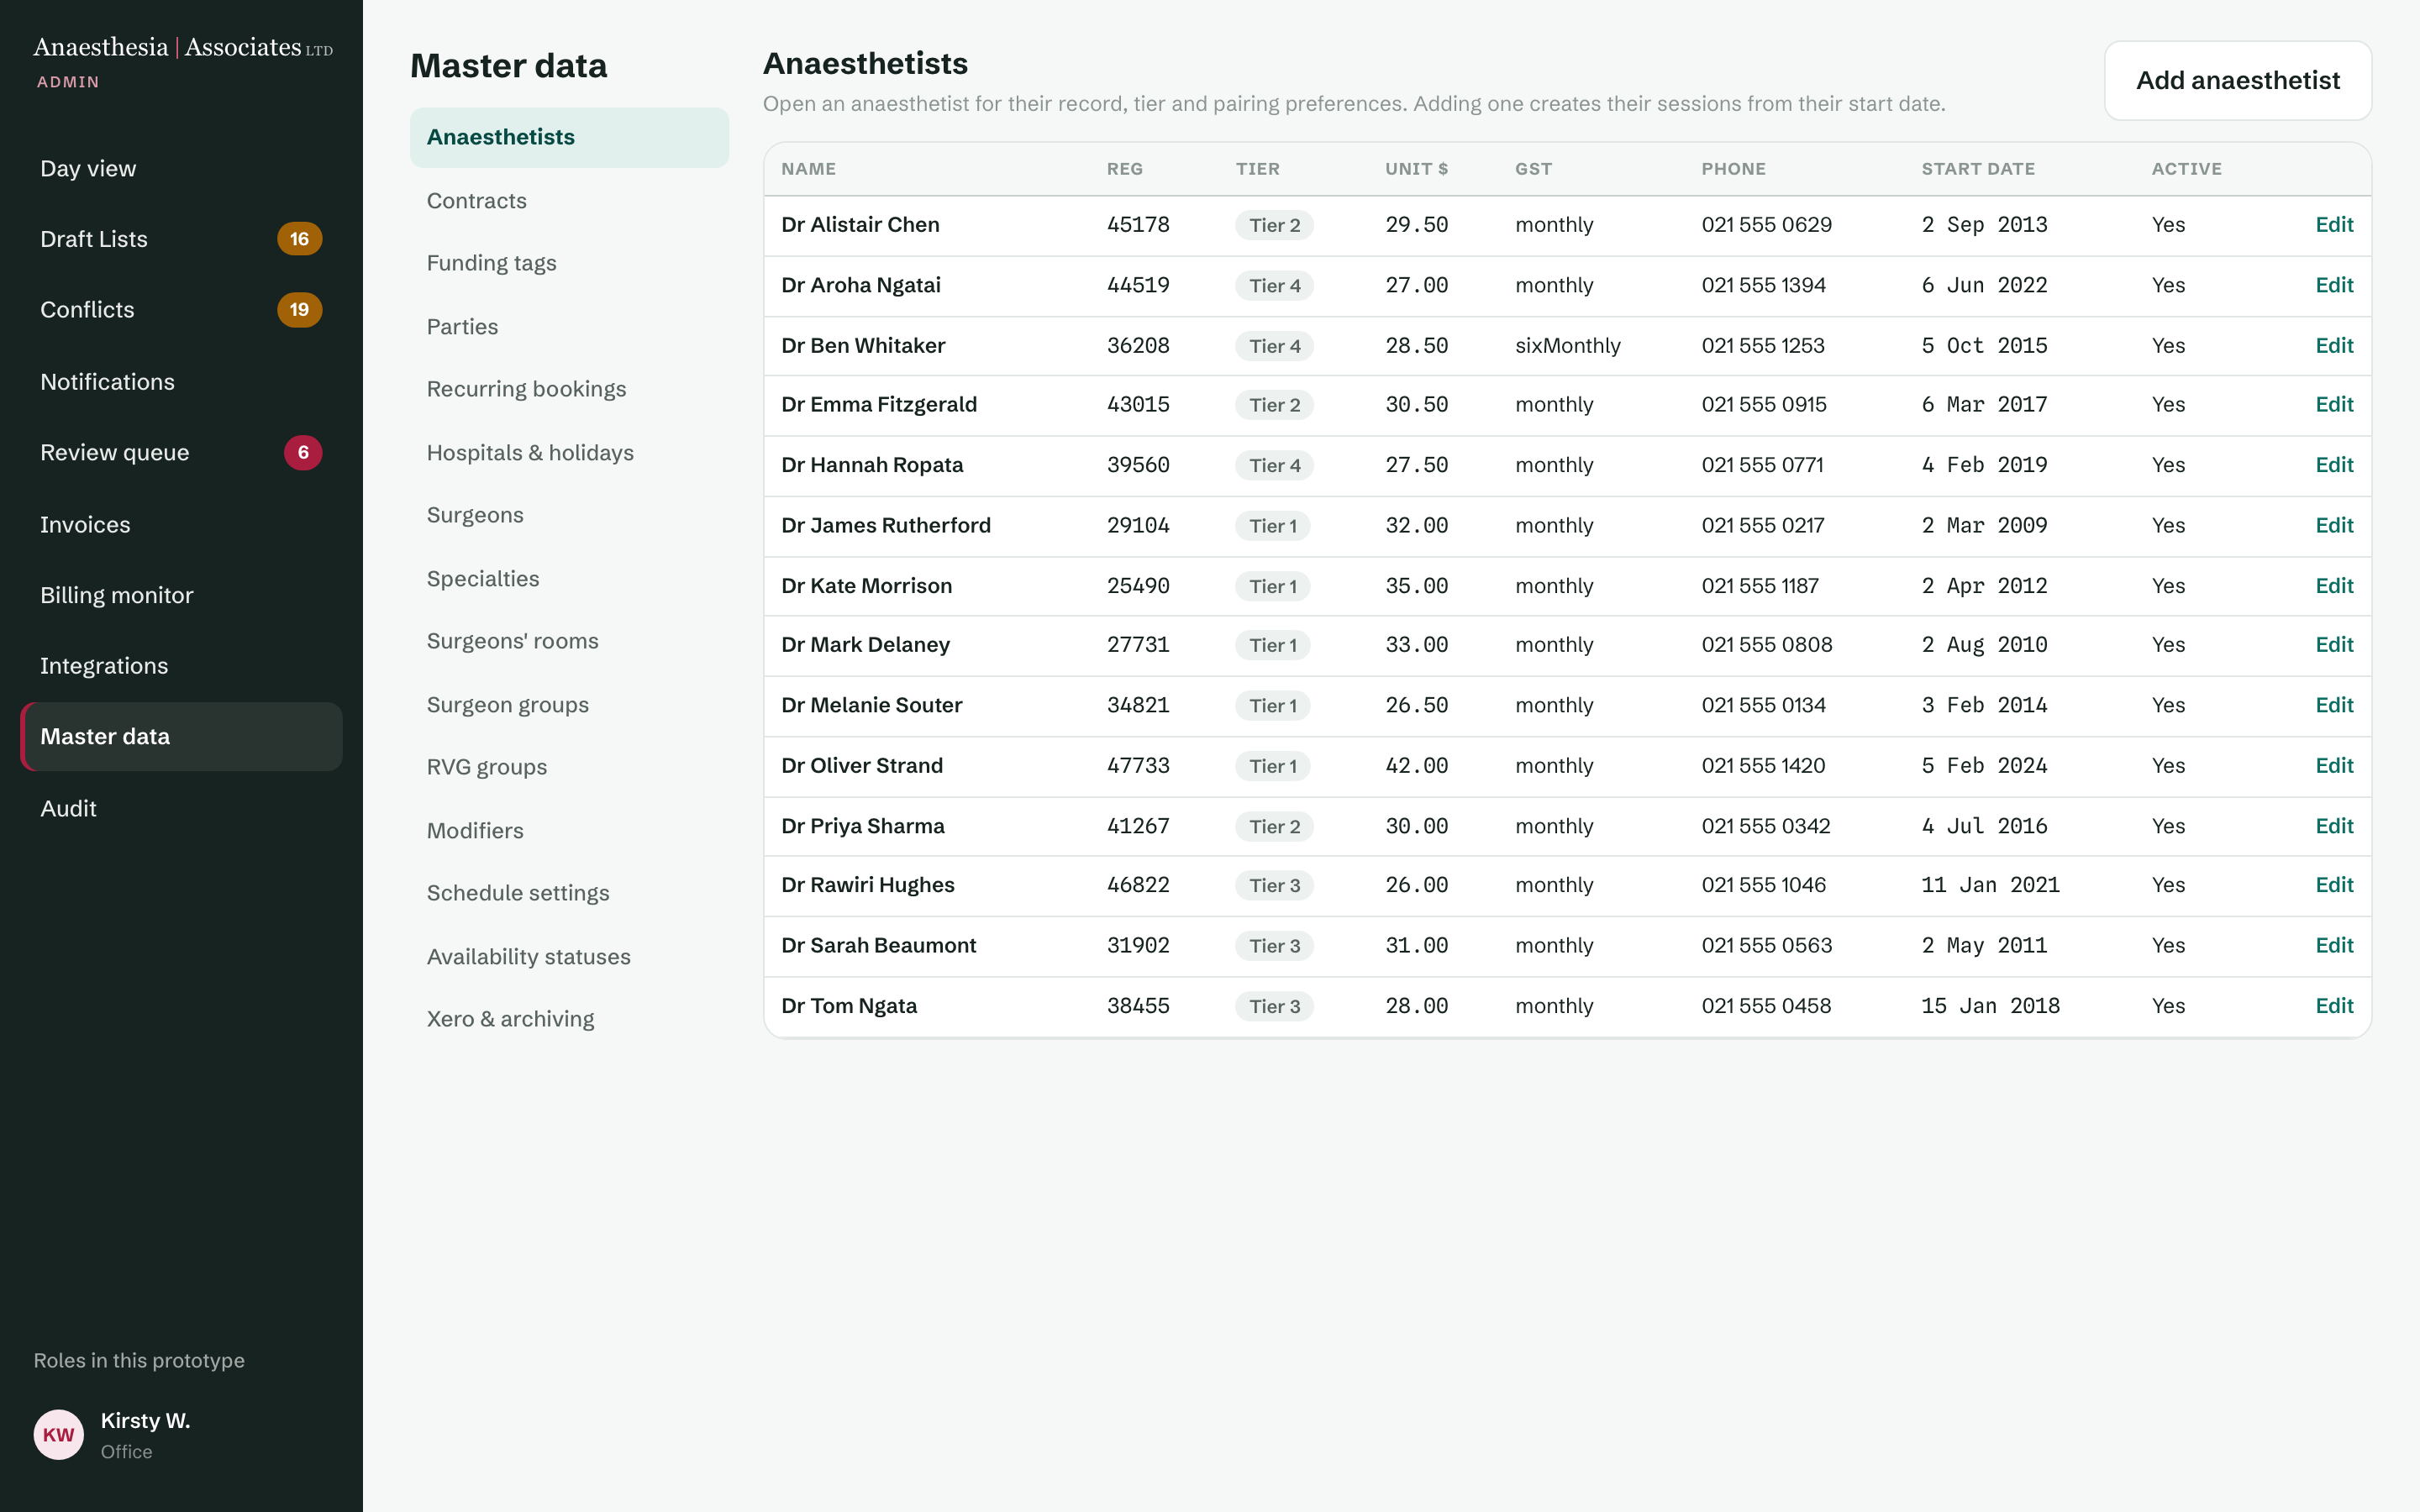 Anaesthesia | Associates LTD
ADMIN
Day view
Draft Lists 16
Conflicts 19
Notifications
Review queue 6
Invoices
Billing monitor
Integrations
Master data
Audit
Roles in this prototype
KW Kirsty W.
Office
Master data
Anaesthetists
Contracts
Funding tags
Parties
Recurring bookings
Hospitals & holidays
Surgeons
Specialties
Surgeons' rooms
Surgeon groups
RVG groups
Modifiers
Schedule settings
Availability statuses
Xero & archiving
Anaesthetists
Open an anaesthetist for their record, tier and pairing preferences. Adding one creates their sessions from their start date.
Add anaesthetist
NAME REG TIER UNIT $ GST PHONE START DATE ACTIVE
Dr Alistair Chen 45178 Tier 2 29.50 monthly 021 555 0629 2 Sep 2013 Yes Edit
Dr Aroha Ngatai 44519 Tier 4 27.00 monthly 021 555 1394 6 Jun 2022 Yes Edit
Dr Ben Whitaker 36208 Tier 4 28.50 sixMonthly 021 555 1253 5 Oct 2015 Yes Edit
Dr Emma Fitzgerald 43015 Tier 2 30.50 monthly 021 555 0915 6 Mar 2017 Yes Edit
Dr Hannah Ropata 39560 Tier 4 27.50 monthly 021 555 0771 4 Feb 2019 Yes Edit
Dr James Rutherford 29104 Tier 1 32.00 monthly 021 555 0217 2 Mar 2009 Yes Edit
Dr Kate Morrison 25490 Tier 1 35.00 monthly 021 555 1187 2 Apr 2012 Yes Edit
Dr Mark Delaney 27731 Tier 1 33.00 monthly 021 555 0808 2 Aug 2010 Yes Edit
Dr Melanie Souter 34821 Tier 1 26.50 monthly 021 555 0134 3 Feb 2014 Yes Edit
Dr Oliver Strand 47733 Tier 1 42.00 monthly 021 555 1420 5 Feb 2024 Yes Edit
Dr Priya Sharma 41267 Tier 2 30.00 monthly 021 555 0342 4 Jul 2016 Yes Edit
Dr Rawiri Hughes 46822 Tier 3 26.00 monthly 021 555 1046 11 Jan 2021 Yes Edit
Dr Sarah Beaumont 31902 Tier 3 31.00 monthly 021 555 0563 2 May 2011 Yes Edit
Dr Tom Ngata 38455 Tier 3 28.00 monthly 021 555 0458 15 Jan 2018 Yes Edit